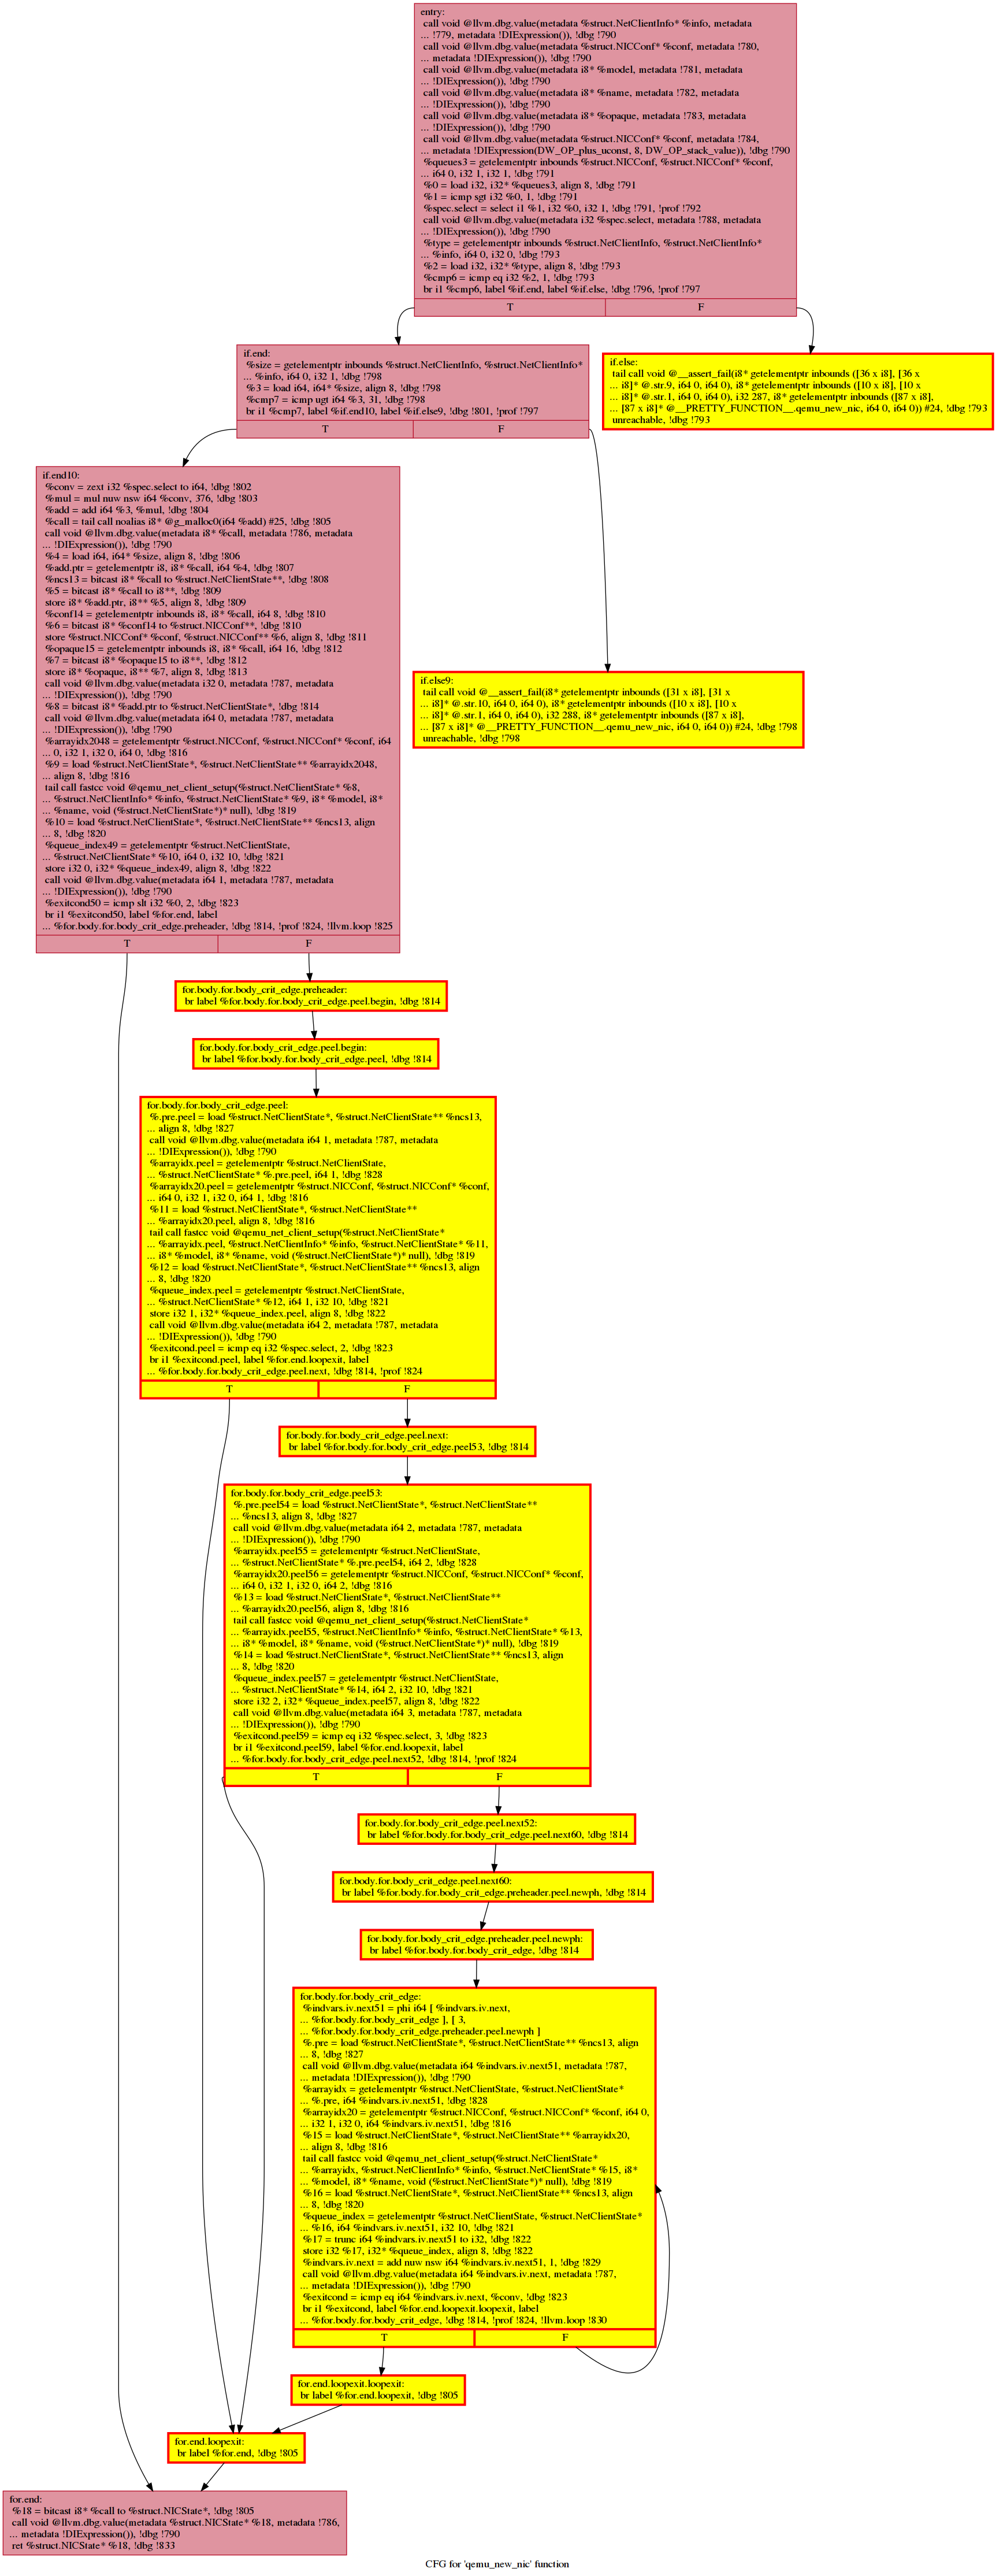 entry:
call void @llvm.dbg.value(metadata %struct.NetClientInfo* %info, metadata
... !779, metadata !DIExpression()), !dbg !790
call void @llvm.dbg.value(metadata %struct.NICConf* %conf, metadata !780,
... metadata !DIExpression()), !dbg !790
call void @llvm.dbg.value(metadata i8* %model, metadata !781, metadata
... !DIExpression()), !dbg !790
call void @llvm.dbg.value(metadata i8* %name, metadata !782, metadata
... !DIExpression()), !dbg !790
call void @llvm.dbg.value(metadata i8* %opaque, metadata !783, metadata
... !DIExpression()), !dbg !790
call void @llvm.dbg.value(metadata %struct.NICConf* %conf, metadata !784,
... metadata !DIExpression(DW_OP_plus_uconst, 8, DW_OP_stack_value)), !dbg !790
%queues3 = getelementptr inbounds %struct.NICConf, %struct.NICConf* %conf,
... i64 0, i32 1, i32 1, !dbg !791
%0 = load i32, i32* %queues3, align 8, !dbg !791
%1 = icmp sgt i32 %0, 1, !dbg !791
%spec.select = select i1 %1, i32 %0, i32 1, !dbg !791, !prof !792
call void @llvm.dbg.value(metadata i32 %spec.select, metadata !788, metadata
... !DIExpression()), !dbg !790
%type = getelementptr inbounds %struct.NetClientInfo, %struct.NetClientInfo*
... %info, i64 0, i32 0, !dbg !793
%2 = load i32, i32* %type, align 8, !dbg !793
%cmp6 = icmp eq i32 %2, 1, !dbg !793
br i1 %cmp6, label %if.end, label %if.else, !dbg !796, !prof !797
T
F
if.end:
%size = getelementptr inbounds %struct.NetClientInfo, %struct.NetClientInfo*
... %info, i64 0, i32 1, !dbg !798
%3 = load i64, i64* %size, align 8, !dbg !798
%cmp7 = icmp ugt i64 %3, 31, !dbg !798
br i1 %cmp7, label %if.end10, label %if.else9, !dbg !801, !prof !797
T
F
if.else:
tail call void @__assert_fail(i8* getelementptr inbounds ([36 x i8], [36 x
... i8]* @.str.9, i64 0, i64 0), i8* getelementptr inbounds ([10 x i8], [10 x
... i8]* @.str.1, i64 0, i64 0), i32 287, i8* getelementptr inbounds ([87 x i8],
... [87 x i8]* @__PRETTY_FUNCTION__.qemu_new_nic, i64 0, i64 0)) #24, !dbg !793
unreachable, !dbg !793
if.end10:
%conv = zext i32 %spec.select to i64, !dbg !802
%mul = mul nuw nsw i64 %conv, 376, !dbg !803
%add = add i64 %3, %mul, !dbg !804
%call = tail call noalias i8* @g_malloc0(i64 %add) #25, !dbg !805
call void @llvm.dbg.value(metadata i8* %call, metadata !786, metadata
... !DIExpression()), !dbg !790
%4 = load i64, i64* %size, align 8, !dbg !806
%add.ptr = getelementptr i8, i8* %call, i64 %4, !dbg !807
%ncs13 = bitcast i8* %call to %struct.NetClientState**, !dbg !808
%5 = bitcast i8* %call to i8**, !dbg !809
store i8* %add.ptr, i8** %5, align 8, !dbg !809
%conf14 = getelementptr inbounds i8, i8* %call, i64 8, !dbg !810
%6 = bitcast i8* %conf14 to %struct.NICConf**, !dbg !810
store %struct.NICConf* %conf, %struct.NICConf** %6, align 8, !dbg !811
%opaque15 = getelementptr inbounds i8, i8* %call, i64 16, !dbg !812
%7 = bitcast i8* %opaque15 to i8**, !dbg !812
store i8* %opaque, i8** %7, align 8, !dbg !813
call void @llvm.dbg.value(metadata i32 0, metadata !787, metadata
... !DIExpression()), !dbg !790
%8 = bitcast i8* %add.ptr to %struct.NetClientState*, !dbg !814
call void @llvm.dbg.value(metadata i64 0, metadata !787, metadata
... !DIExpression()), !dbg !790
%arrayidx2048 = getelementptr %struct.NICConf, %struct.NICConf* %conf, i64
... 0, i32 1, i32 0, i64 0, !dbg !816
%9 = load %struct.NetClientState*, %struct.NetClientState** %arrayidx2048,
... align 8, !dbg !816
tail call fastcc void @qemu_net_client_setup(%struct.NetClientState* %8,
... %struct.NetClientInfo* %info, %struct.NetClientState* %9, i8* %model, i8*
... %name, void (%struct.NetClientState*)* null), !dbg !819
%10 = load %struct.NetClientState*, %struct.NetClientState** %ncs13, align
... 8, !dbg !820
%queue_index49 = getelementptr %struct.NetClientState,
... %struct.NetClientState* %10, i64 0, i32 10, !dbg !821
store i32 0, i32* %queue_index49, align 8, !dbg !822
call void @llvm.dbg.value(metadata i64 1, metadata !787, metadata
... !DIExpression()), !dbg !790
%exitcond50 = icmp slt i32 %0, 2, !dbg !823
br i1 %exitcond50, label %for.end, label
... %for.body.for.body_crit_edge.preheader, !dbg !814, !prof !824, !llvm.loop !825
T
F
if.else9:
tail call void @__assert_fail(i8* getelementptr inbounds ([31 x i8], [31 x
... i8]* @.str.10, i64 0, i64 0), i8* getelementptr inbounds ([10 x i8], [10 x
... i8]* @.str.1, i64 0, i64 0), i32 288, i8* getelementptr inbounds ([87 x i8],
... [87 x i8]* @__PRETTY_FUNCTION__.qemu_new_nic, i64 0, i64 0)) #24, !dbg !798
unreachable, !dbg !798
for.body.for.body_crit_edge.preheader:
br label %for.body.for.body_crit_edge.peel.begin, !dbg !814
for.body.for.body_crit_edge.peel.begin:
br label %for.body.for.body_crit_edge.peel, !dbg !814
for.body.for.body_crit_edge.peel:
%.pre.peel = load %struct.NetClientState*, %struct.NetClientState** %ncs13,
... align 8, !dbg !827
call void @llvm.dbg.value(metadata i64 1, metadata !787, metadata
... !DIExpression()), !dbg !790
%arrayidx.peel = getelementptr %struct.NetClientState,
... %struct.NetClientState* %.pre.peel, i64 1, !dbg !828
%arrayidx20.peel = getelementptr %struct.NICConf, %struct.NICConf* %conf,
... i64 0, i32 1, i32 0, i64 1, !dbg !816
%11 = load %struct.NetClientState*, %struct.NetClientState**
... %arrayidx20.peel, align 8, !dbg !816
tail call fastcc void @qemu_net_client_setup(%struct.NetClientState*
... %arrayidx.peel, %struct.NetClientInfo* %info, %struct.NetClientState* %11,
... i8* %model, i8* %name, void (%struct.NetClientState*)* null), !dbg !819
%12 = load %struct.NetClientState*, %struct.NetClientState** %ncs13, align
... 8, !dbg !820
%queue_index.peel = getelementptr %struct.NetClientState,
... %struct.NetClientState* %12, i64 1, i32 10, !dbg !821
store i32 1, i32* %queue_index.peel, align 8, !dbg !822
call void @llvm.dbg.value(metadata i64 2, metadata !787, metadata
... !DIExpression()), !dbg !790
%exitcond.peel = icmp eq i32 %spec.select, 2, !dbg !823
br i1 %exitcond.peel, label %for.end.loopexit, label
... %for.body.for.body_crit_edge.peel.next, !dbg !814, !prof !824
T
F
for.body.for.body_crit_edge.peel.next:
br label %for.body.for.body_crit_edge.peel53, !dbg !814
for.body.for.body_crit_edge.peel53:
%.pre.peel54 = load %struct.NetClientState*, %struct.NetClientState**
... %ncs13, align 8, !dbg !827
call void @llvm.dbg.value(metadata i64 2, metadata !787, metadata
... !DIExpression()), !dbg !790
%arrayidx.peel55 = getelementptr %struct.NetClientState,
... %struct.NetClientState* %.pre.peel54, i64 2, !dbg !828
%arrayidx20.peel56 = getelementptr %struct.NICConf, %struct.NICConf* %conf,
... i64 0, i32 1, i32 0, i64 2, !dbg !816
%13 = load %struct.NetClientState*, %struct.NetClientState**
... %arrayidx20.peel56, align 8, !dbg !816
tail call fastcc void @qemu_net_client_setup(%struct.NetClientState*
... %arrayidx.peel55, %struct.NetClientInfo* %info, %struct.NetClientState* %13,
... i8* %model, i8* %name, void (%struct.NetClientState*)* null), !dbg !819
%14 = load %struct.NetClientState*, %struct.NetClientState** %ncs13, align
... 8, !dbg !820
%queue_index.peel57 = getelementptr %struct.NetClientState,
... %struct.NetClientState* %14, i64 2, i32 10, !dbg !821
store i32 2, i32* %queue_index.peel57, align 8, !dbg !822
call void @llvm.dbg.value(metadata i64 3, metadata !787, metadata
... !DIExpression()), !dbg !790
%exitcond.peel59 = icmp eq i32 %spec.select, 3, !dbg !823
br i1 %exitcond.peel59, label %for.end.loopexit, label
... %for.body.for.body_crit_edge.peel.next52, !dbg !814, !prof !824
T
F
for.body.for.body_crit_edge.peel.next52:
br label %for.body.for.body_crit_edge.peel.next60, !dbg !814
for.body.for.body_crit_edge.peel.next60:
br label %for.body.for.body_crit_edge.preheader.peel.newph, !dbg !814
for.body.for.body_crit_edge.preheader.peel.newph:
br label %for.body.for.body_crit_edge, !dbg !814
for.body.for.body_crit_edge:
%indvars.iv.next51 = phi i64 [ %indvars.iv.next,
... %for.body.for.body_crit_edge ], [ 3,
... %for.body.for.body_crit_edge.preheader.peel.newph ]
%.pre = load %struct.NetClientState*, %struct.NetClientState** %ncs13, align
... 8, !dbg !827
call void @llvm.dbg.value(metadata i64 %indvars.iv.next51, metadata !787,
... metadata !DIExpression()), !dbg !790
%arrayidx = getelementptr %struct.NetClientState, %struct.NetClientState*
... %.pre, i64 %indvars.iv.next51, !dbg !828
%arrayidx20 = getelementptr %struct.NICConf, %struct.NICConf* %conf, i64 0,
... i32 1, i32 0, i64 %indvars.iv.next51, !dbg !816
%15 = load %struct.NetClientState*, %struct.NetClientState** %arrayidx20,
... align 8, !dbg !816
tail call fastcc void @qemu_net_client_setup(%struct.NetClientState*
... %arrayidx, %struct.NetClientInfo* %info, %struct.NetClientState* %15, i8*
... %model, i8* %name, void (%struct.NetClientState*)* null), !dbg !819
%16 = load %struct.NetClientState*, %struct.NetClientState** %ncs13, align
... 8, !dbg !820
%queue_index = getelementptr %struct.NetClientState, %struct.NetClientState*
... %16, i64 %indvars.iv.next51, i32 10, !dbg !821
%17 = trunc i64 %indvars.iv.next51 to i32, !dbg !822
store i32 %17, i32* %queue_index, align 8, !dbg !822
%indvars.iv.next = add nuw nsw i64 %indvars.iv.next51, 1, !dbg !829
call void @llvm.dbg.value(metadata i64 %indvars.iv.next, metadata !787,
... metadata !DIExpression()), !dbg !790
%exitcond = icmp eq i64 %indvars.iv.next, %conv, !dbg !823
br i1 %exitcond, label %for.end.loopexit.loopexit, label
... %for.body.for.body_crit_edge, !dbg !814, !prof !824, !llvm.loop !830
T
F
for.end.loopexit.loopexit:
br label %for.end.loopexit, !dbg !805
for.end.loopexit:
br label %for.end, !dbg !805
for.end:
%18 = bitcast i8* %call to %struct.NICState*, !dbg !805
call void @llvm.dbg.value(metadata %struct.NICState* %18, metadata !786,
... metadata !DIExpression()), !dbg !790
ret %struct.NICState* %18, !dbg !833
CFG for 'qemu_new_nic' function